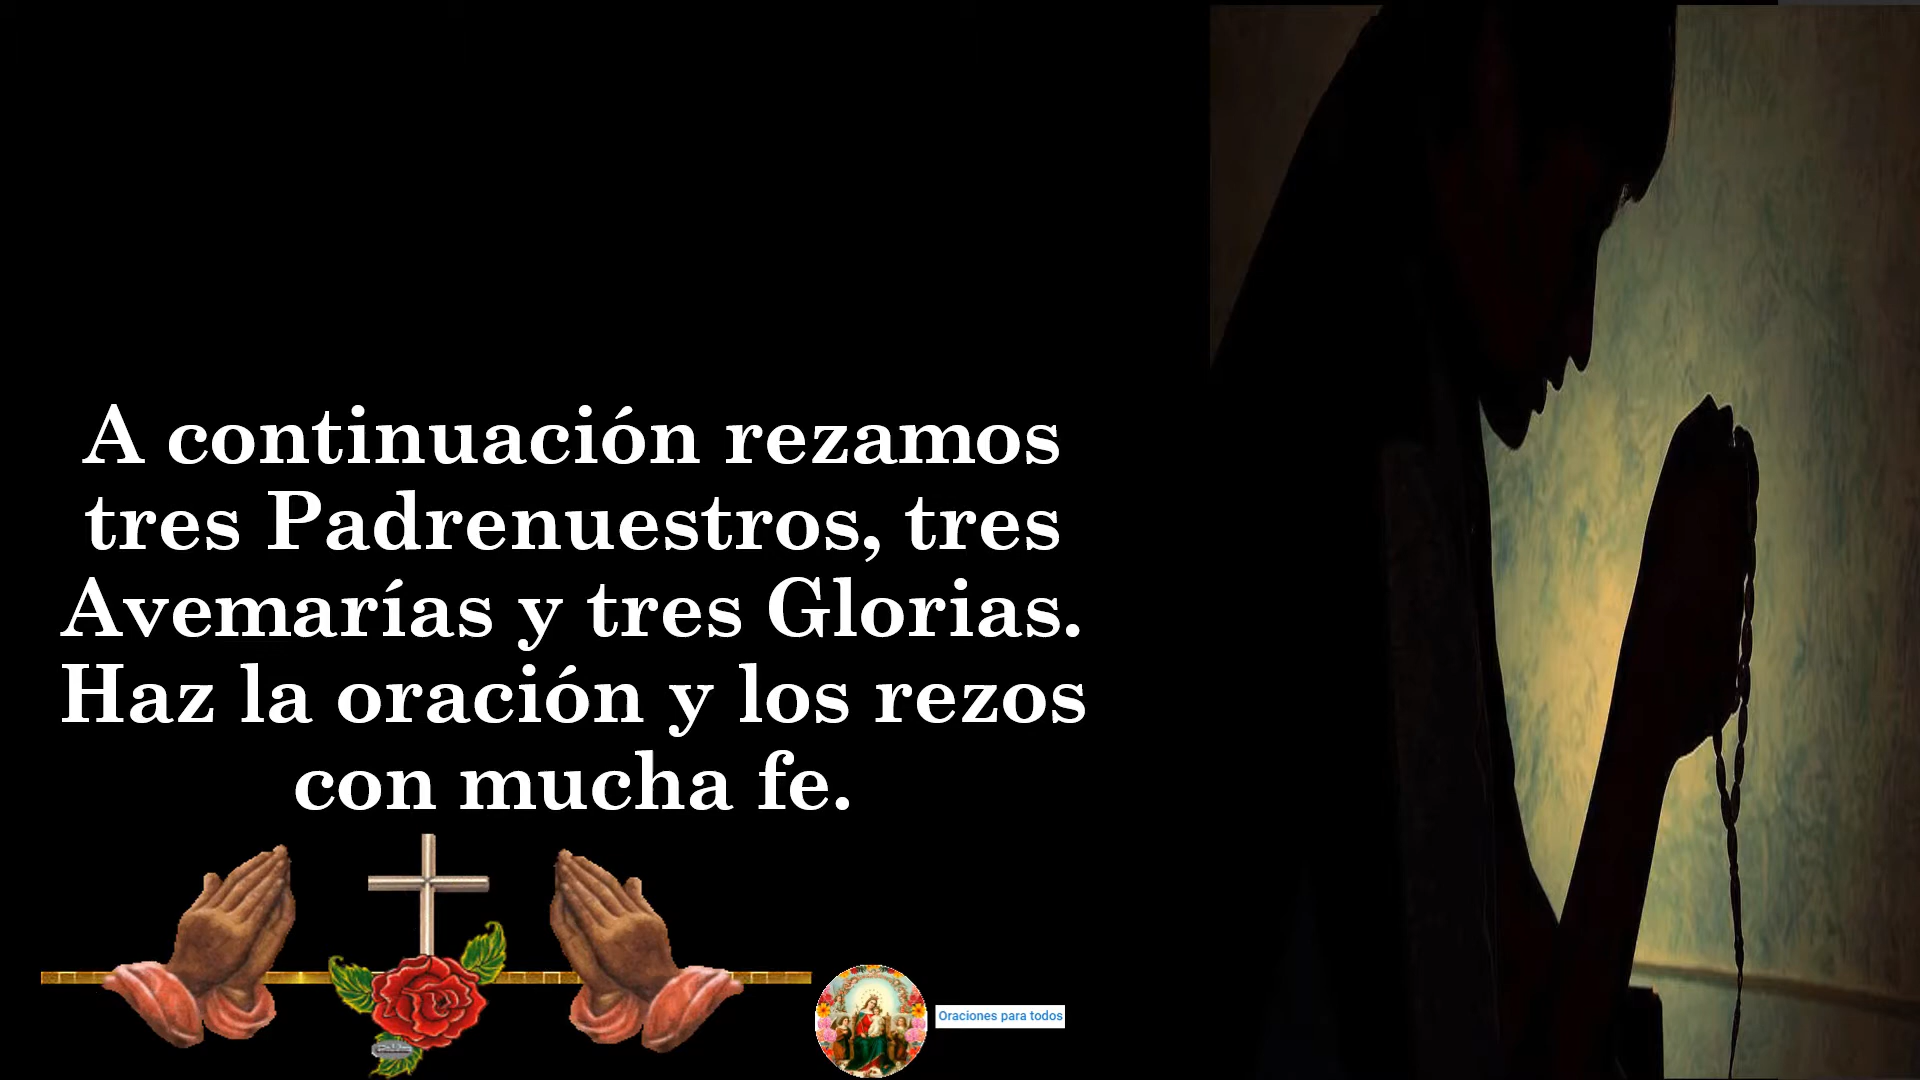 A continuación rezamos
tres Padrenuestros, tres
Avemarías y tres Glorias.
Haz la oración y los rezos
con mucha fe.
Oraciones para todos